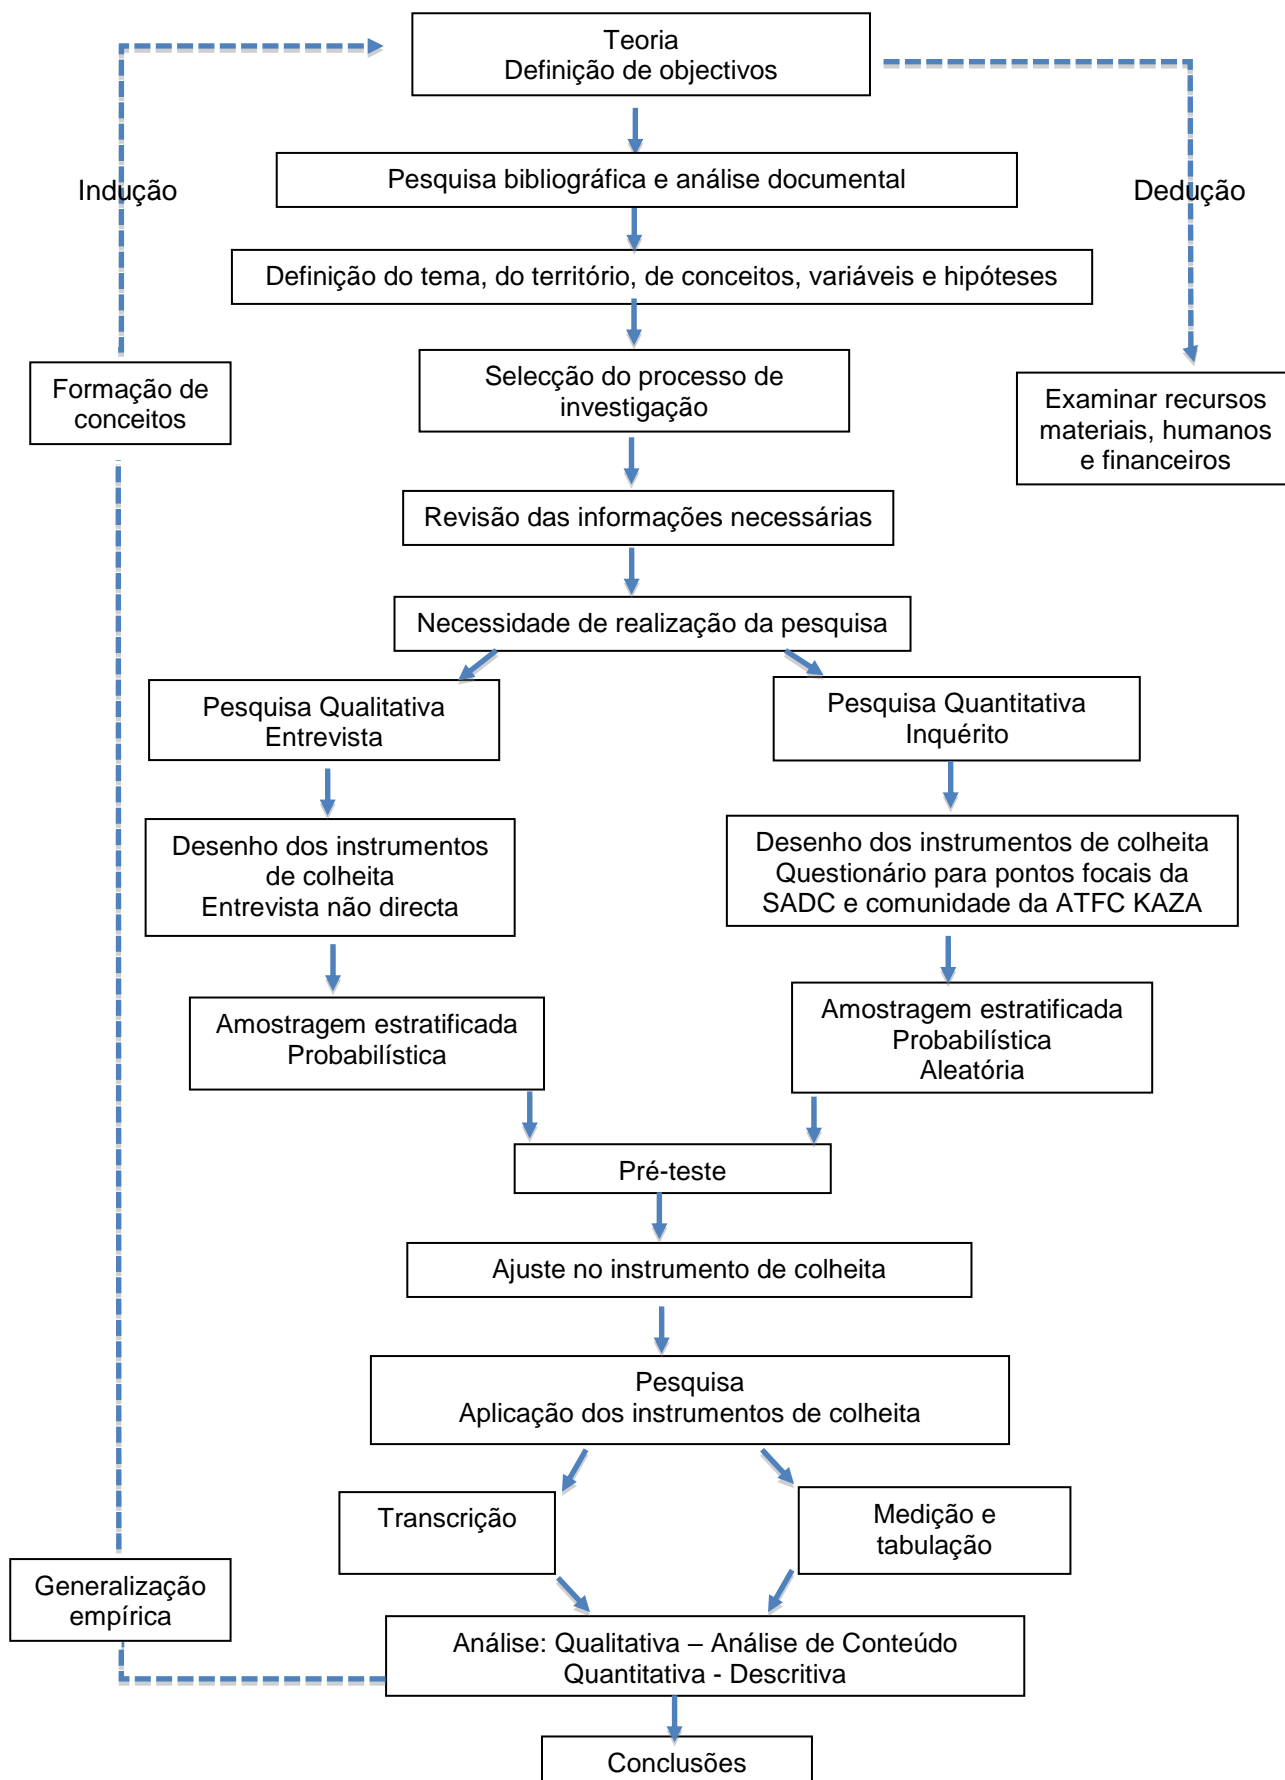 Teoria
Definição de objectivos
Pesquisa bibliográfica e análise documental
Indução
Dedução
Definição do tema, do território, de conceitos, variáveis e hipóteses
Selecção do processo de
investigação
Formação de
conceitos
Examinar recursos
materiais, humanos
e financeiros
Revisão das informações necessárias
Necessidade de realização da pesquisa
Pesquisa Qualitativa
Entrevista
Pesquisa Quantitativa
Inquérito
Desenho dos instrumentos
de colheita
Entrevista não directa
Desenho dos instrumentos de colheita
Questionário para pontos focais da
SADC e comunidade da ATFC KAZA
Amostragem estratificada
Probabilística
Amostragem estratificada
Probabilística
Aleatória
Pré-teste
Ajuste no instrumento de colheita
Pesquisa
Aplicação dos instrumentos de colheita
Transcrição
Medição e
tabulação
Generalização
empírica
Análise: Qualitativa – Análise de Conteúdo
Quantitativa - Descritiva
Conclusões